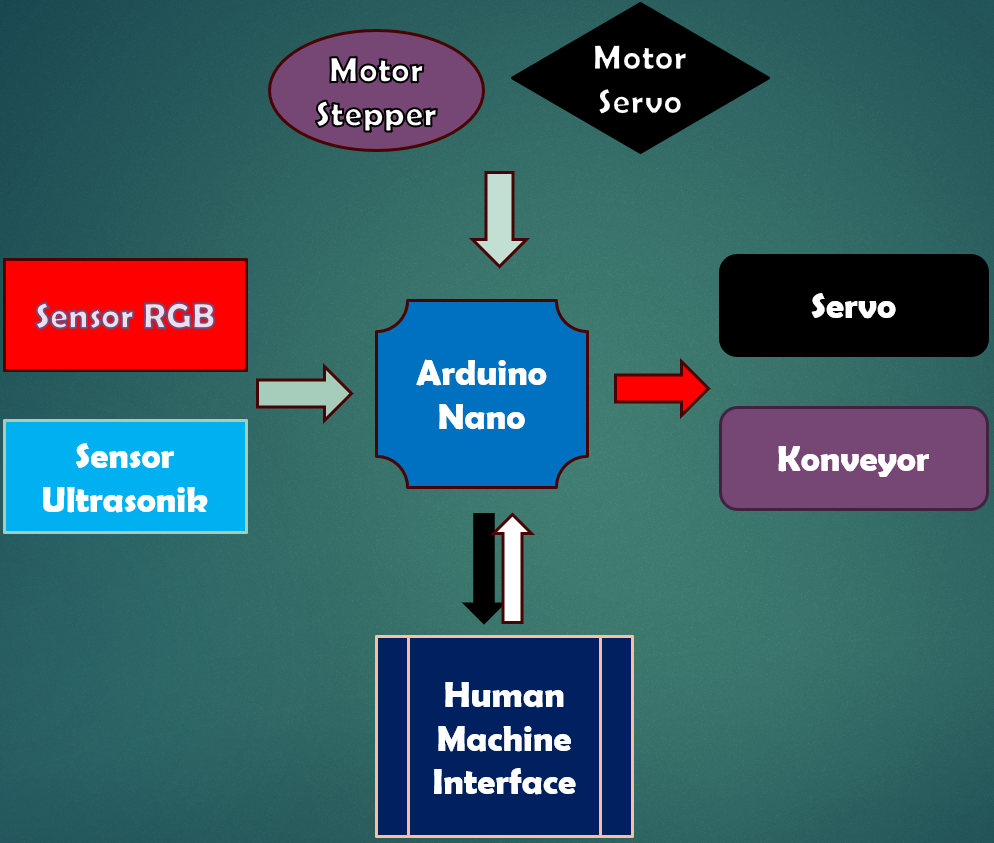 Motor
Stepper
Motor
Servo
Sensor RGB
Sensor
Ultrasonik
Arduino
Nano
Servo
Konveyor
Human
Machine
Interface